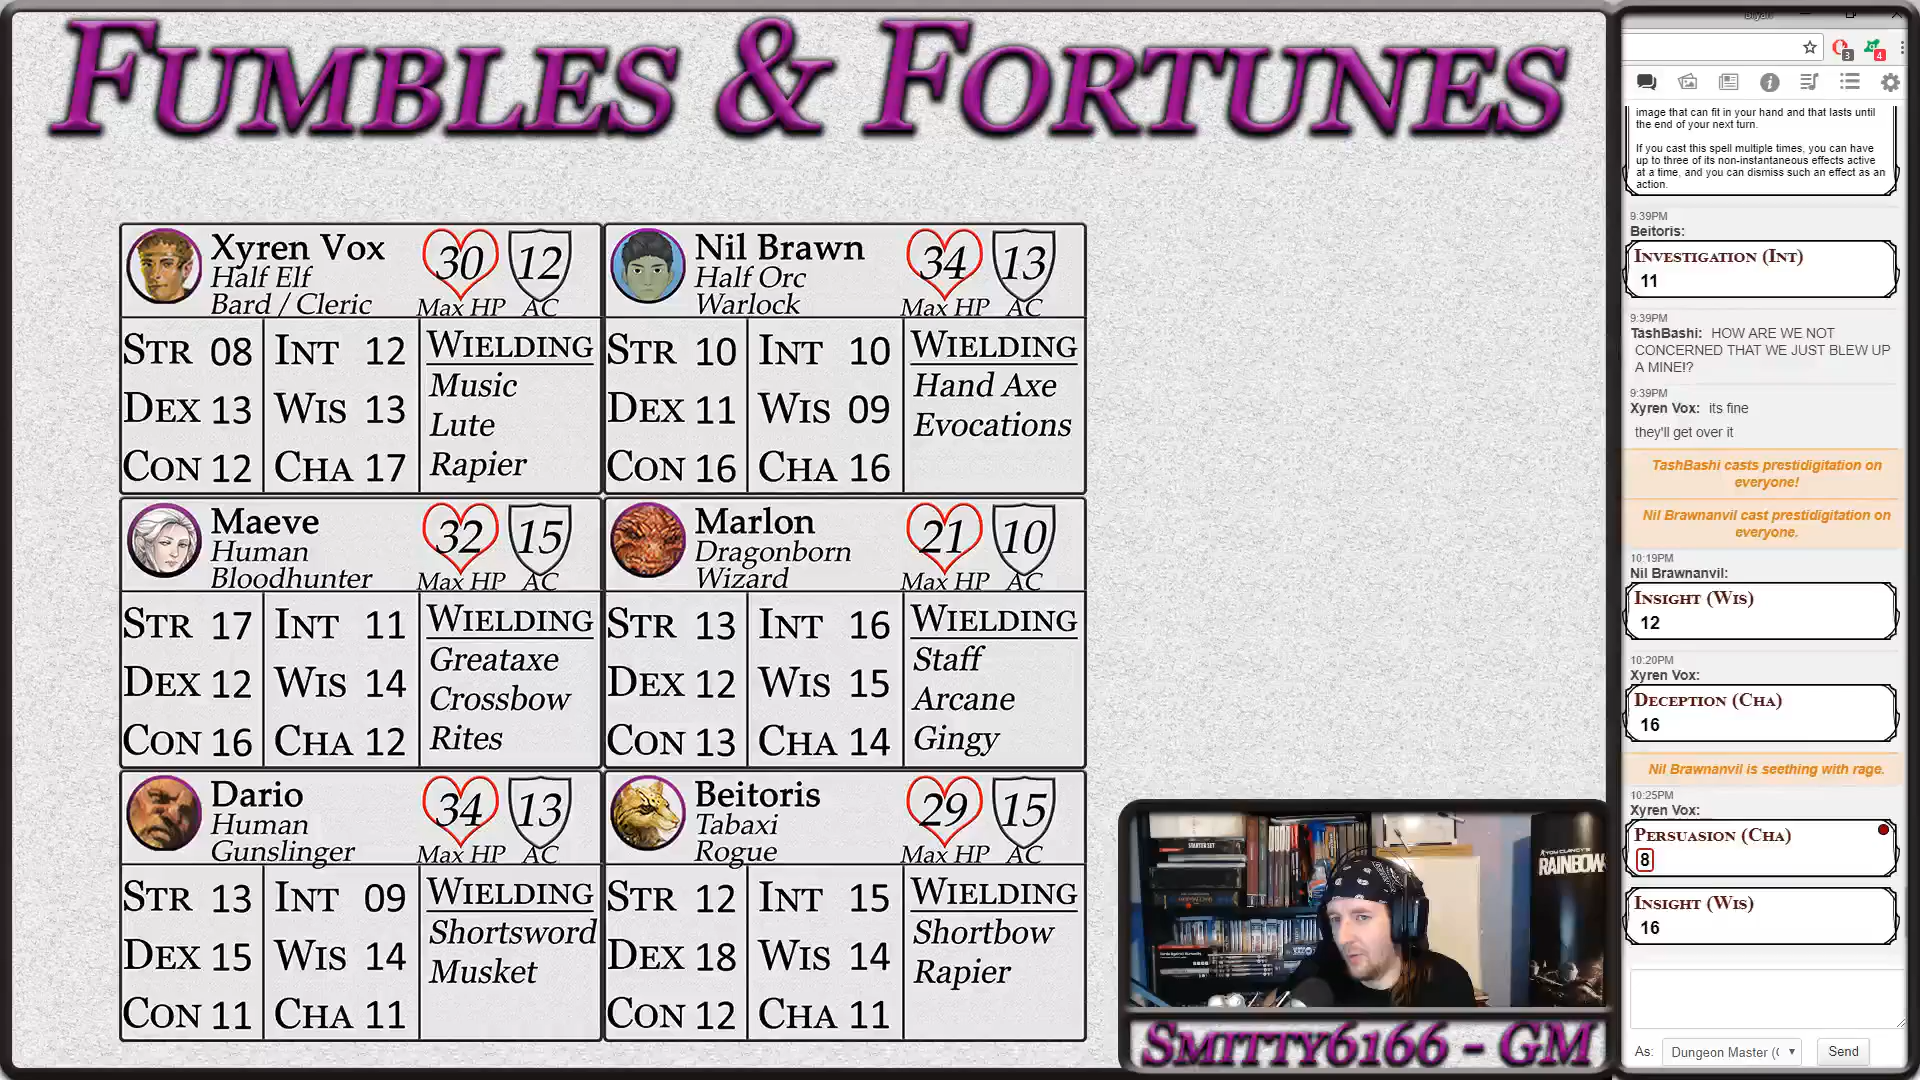 FUMBLES & FORTUNES
Xyren Vox
Half Elf
Bard / Cleric
30
Max HP
12
AC
STR 08
DEX 13
CON 12
INT 12
WIS 13
CHA 17
WIELDING
Music
Lute
Rapier
Nil Brawn
Half Orc
Warlock
34
Max HP
13
AC
STR 10
DEX 11
CON 16
INT 10
WIS 09
CHA 16
WIELDING
Hand Axe
Evocations
Maeve
Human
Bloodhunter
32
Max HP
15
AC
STR 17
DEX 12
CON 16
INT 11
WIS 14
CHA 12
WIELDING
Greataxe
Crossbow
Rites
Marlon
Dragonborn
Wizard
21
Max HP
10
AC
STR 13
DEX 12
CON 13
INT 16
WIS 15
CHA 14
WIELDING
Staff
Arcane
Gingy
Dario
Human
Gunslinger
34
Max HP
13
AC
STR 13
DEX 15
CON 11
INT 09
WIS 14
CHA 11
WIELDING
Shortsword
Musket
Beitoris
Tabaxi
Rogue
29
Max HP
15
AC
STR 12
DEX 18
CON 12
INT 15
WIS 14
CHA 11
WIELDING
Shortbow
Rapier
STARTER SET
RAINBOW
SMITTY6166 - GM
3
4
image that can fit in your hand and that lasts until
the end of your next turn.
If you cast this spell multiple times, you can have
up to three of its non-instantaneous effects active
at a time, and you can dismiss such an effect as an
action.
9:39PM
Beitoris:
INVESTIGATION (INT)
11
9:39PM
TashBashi: HOW ARE WE NOT
CONCERNED THAT WE JUST BLEW UP
A MINE!?
9:39PM
Xyren Vox: its fine
they'll get over it
TashBashi casts prestidigitation on
everyone!
Nil Brawnanvil cast prestidigitation on
everyone.
10:19PM
Nil Brawnanvil:
INSIGHT (WIS)
12
10:20PM
Xyren Vox:
DECEPTION (CHA)
16
Nil Brawnanvil is seething with rage.
10:25PM
Xyren Vox:
PERSUASION (CHA)
8
INSIGHT (WIS)
16
As: Dungeon Master (
Send